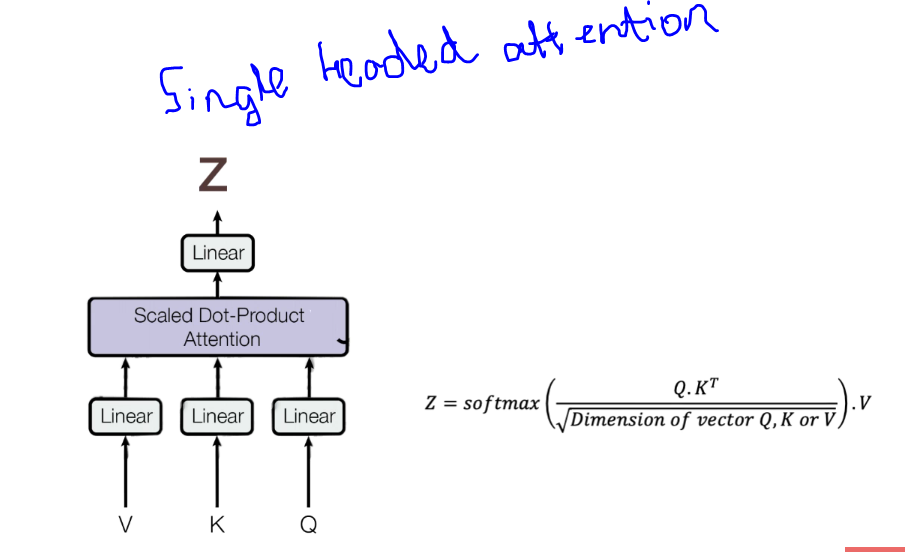 Single Headed attention
Z
Linear
Scaled Dot-Product
Attention
Linear Linear Linear
V K Q
Z = softmax(Q.K^T / √Dimension of vector Q, K or V).V